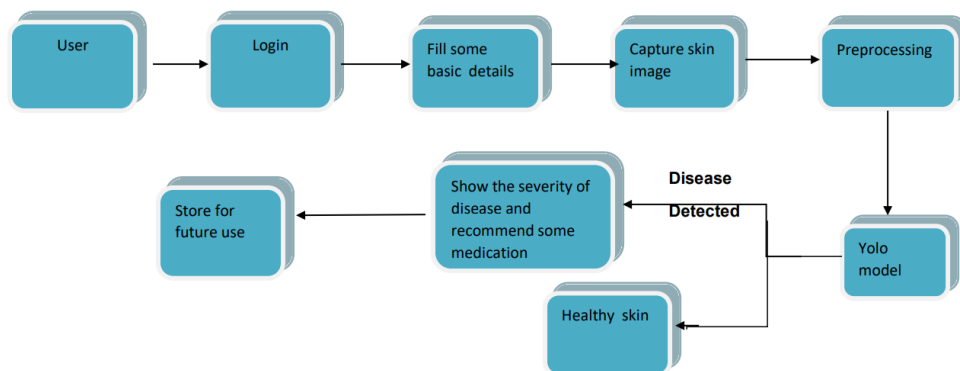 User
Login
Fill some
basic details
Capture skin
image
Preprocessing
Disease
Detected
Show the severity of
disease and
recommend some
medication
Store for
future use
Yolo
model
Healthy skin